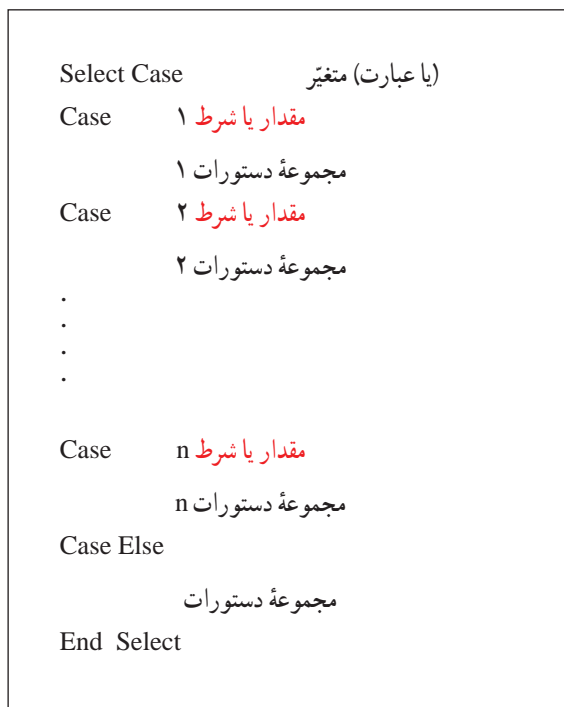 Select Case متغیّر (یا عبارت)
Case مقدار یا شرط ۱
مجموعهٔ دستورات ۱
Case مقدار یا شرط ۲
مجموعهٔ دستورات ۲
.
.
.
.
Case مقدار یا شرط n
مجموعهٔ دستورات n
Case Else
مجموعهٔ دستورات
End Select